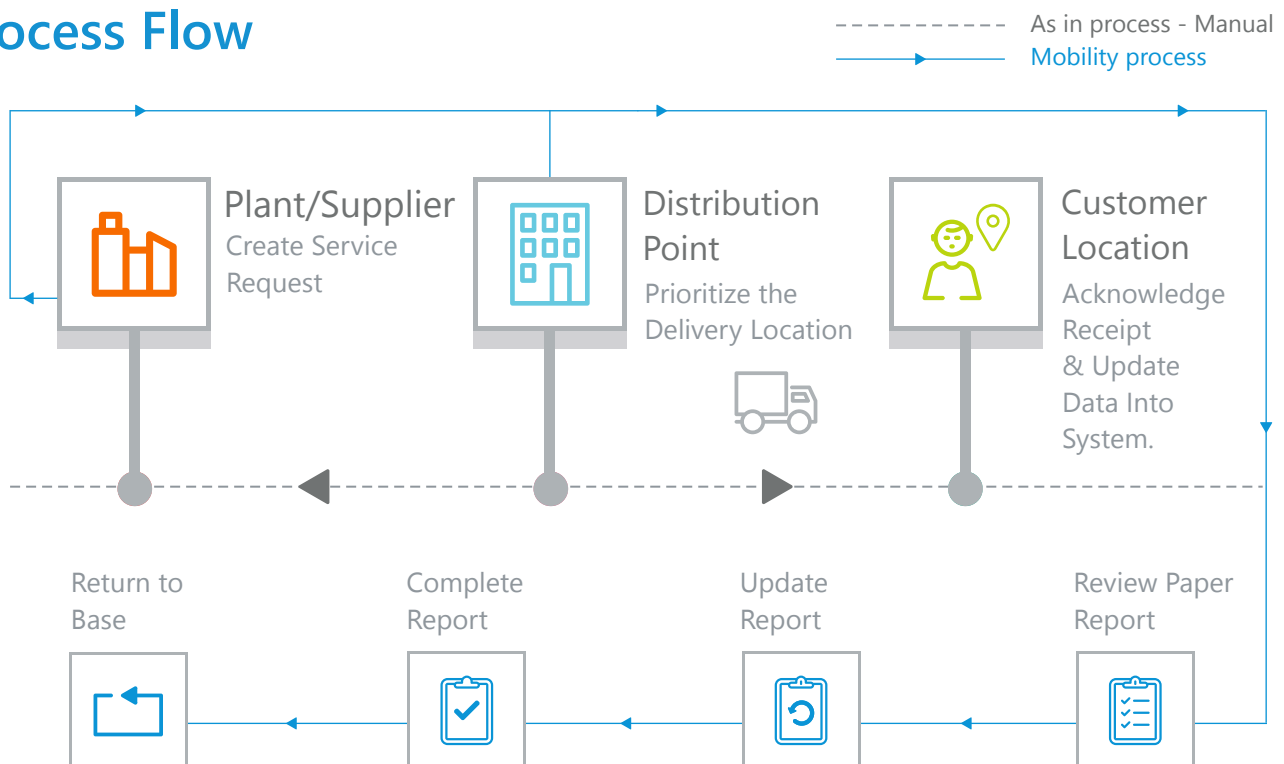 ocess Flow
As in process - Manual
Mobility process
Plant/Supplier
Create Service
Request
Distribution
Point
Prioritize the
Delivery Location
Customer
Location
Acknowledge
Receipt
& Update
Data Into
System.
Return to
Base
Complete
Report
Update
Report
Review Paper
Report